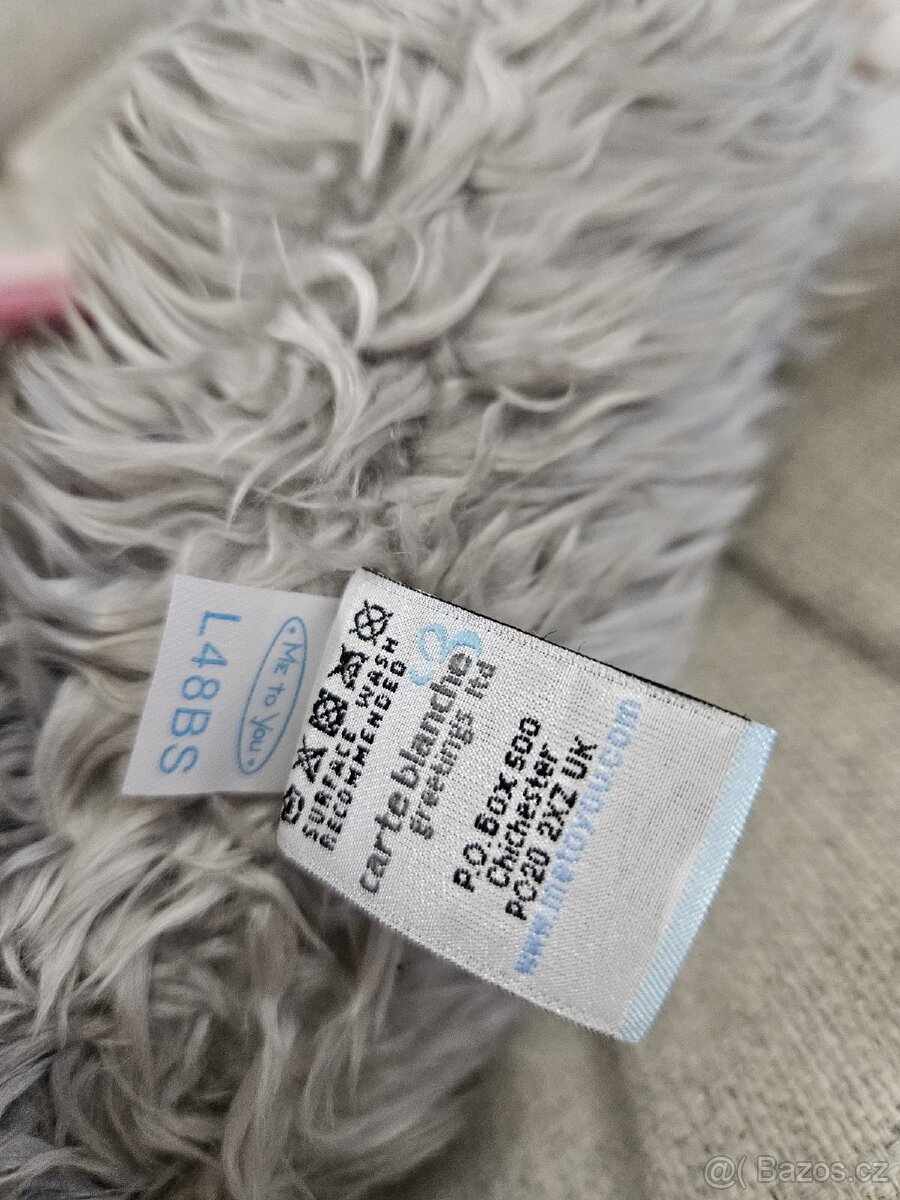 Me to You
L48BS
SURFACE WASH
RECOMMENDED
carte blanche
greetings ltd
P.O. Box 500
Chichester
PO20 2XZ UK
www.metoyou.com
@( Bazos.cz